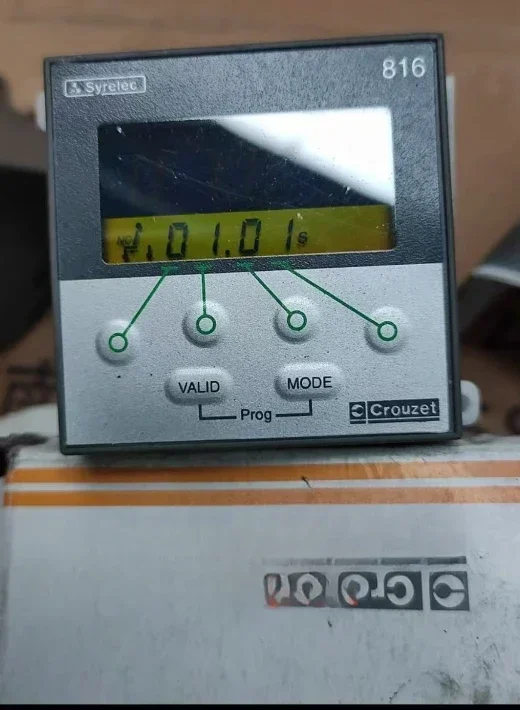 Syrelec
816
01.01 s
VALID
MODE
Prog
Crouzet